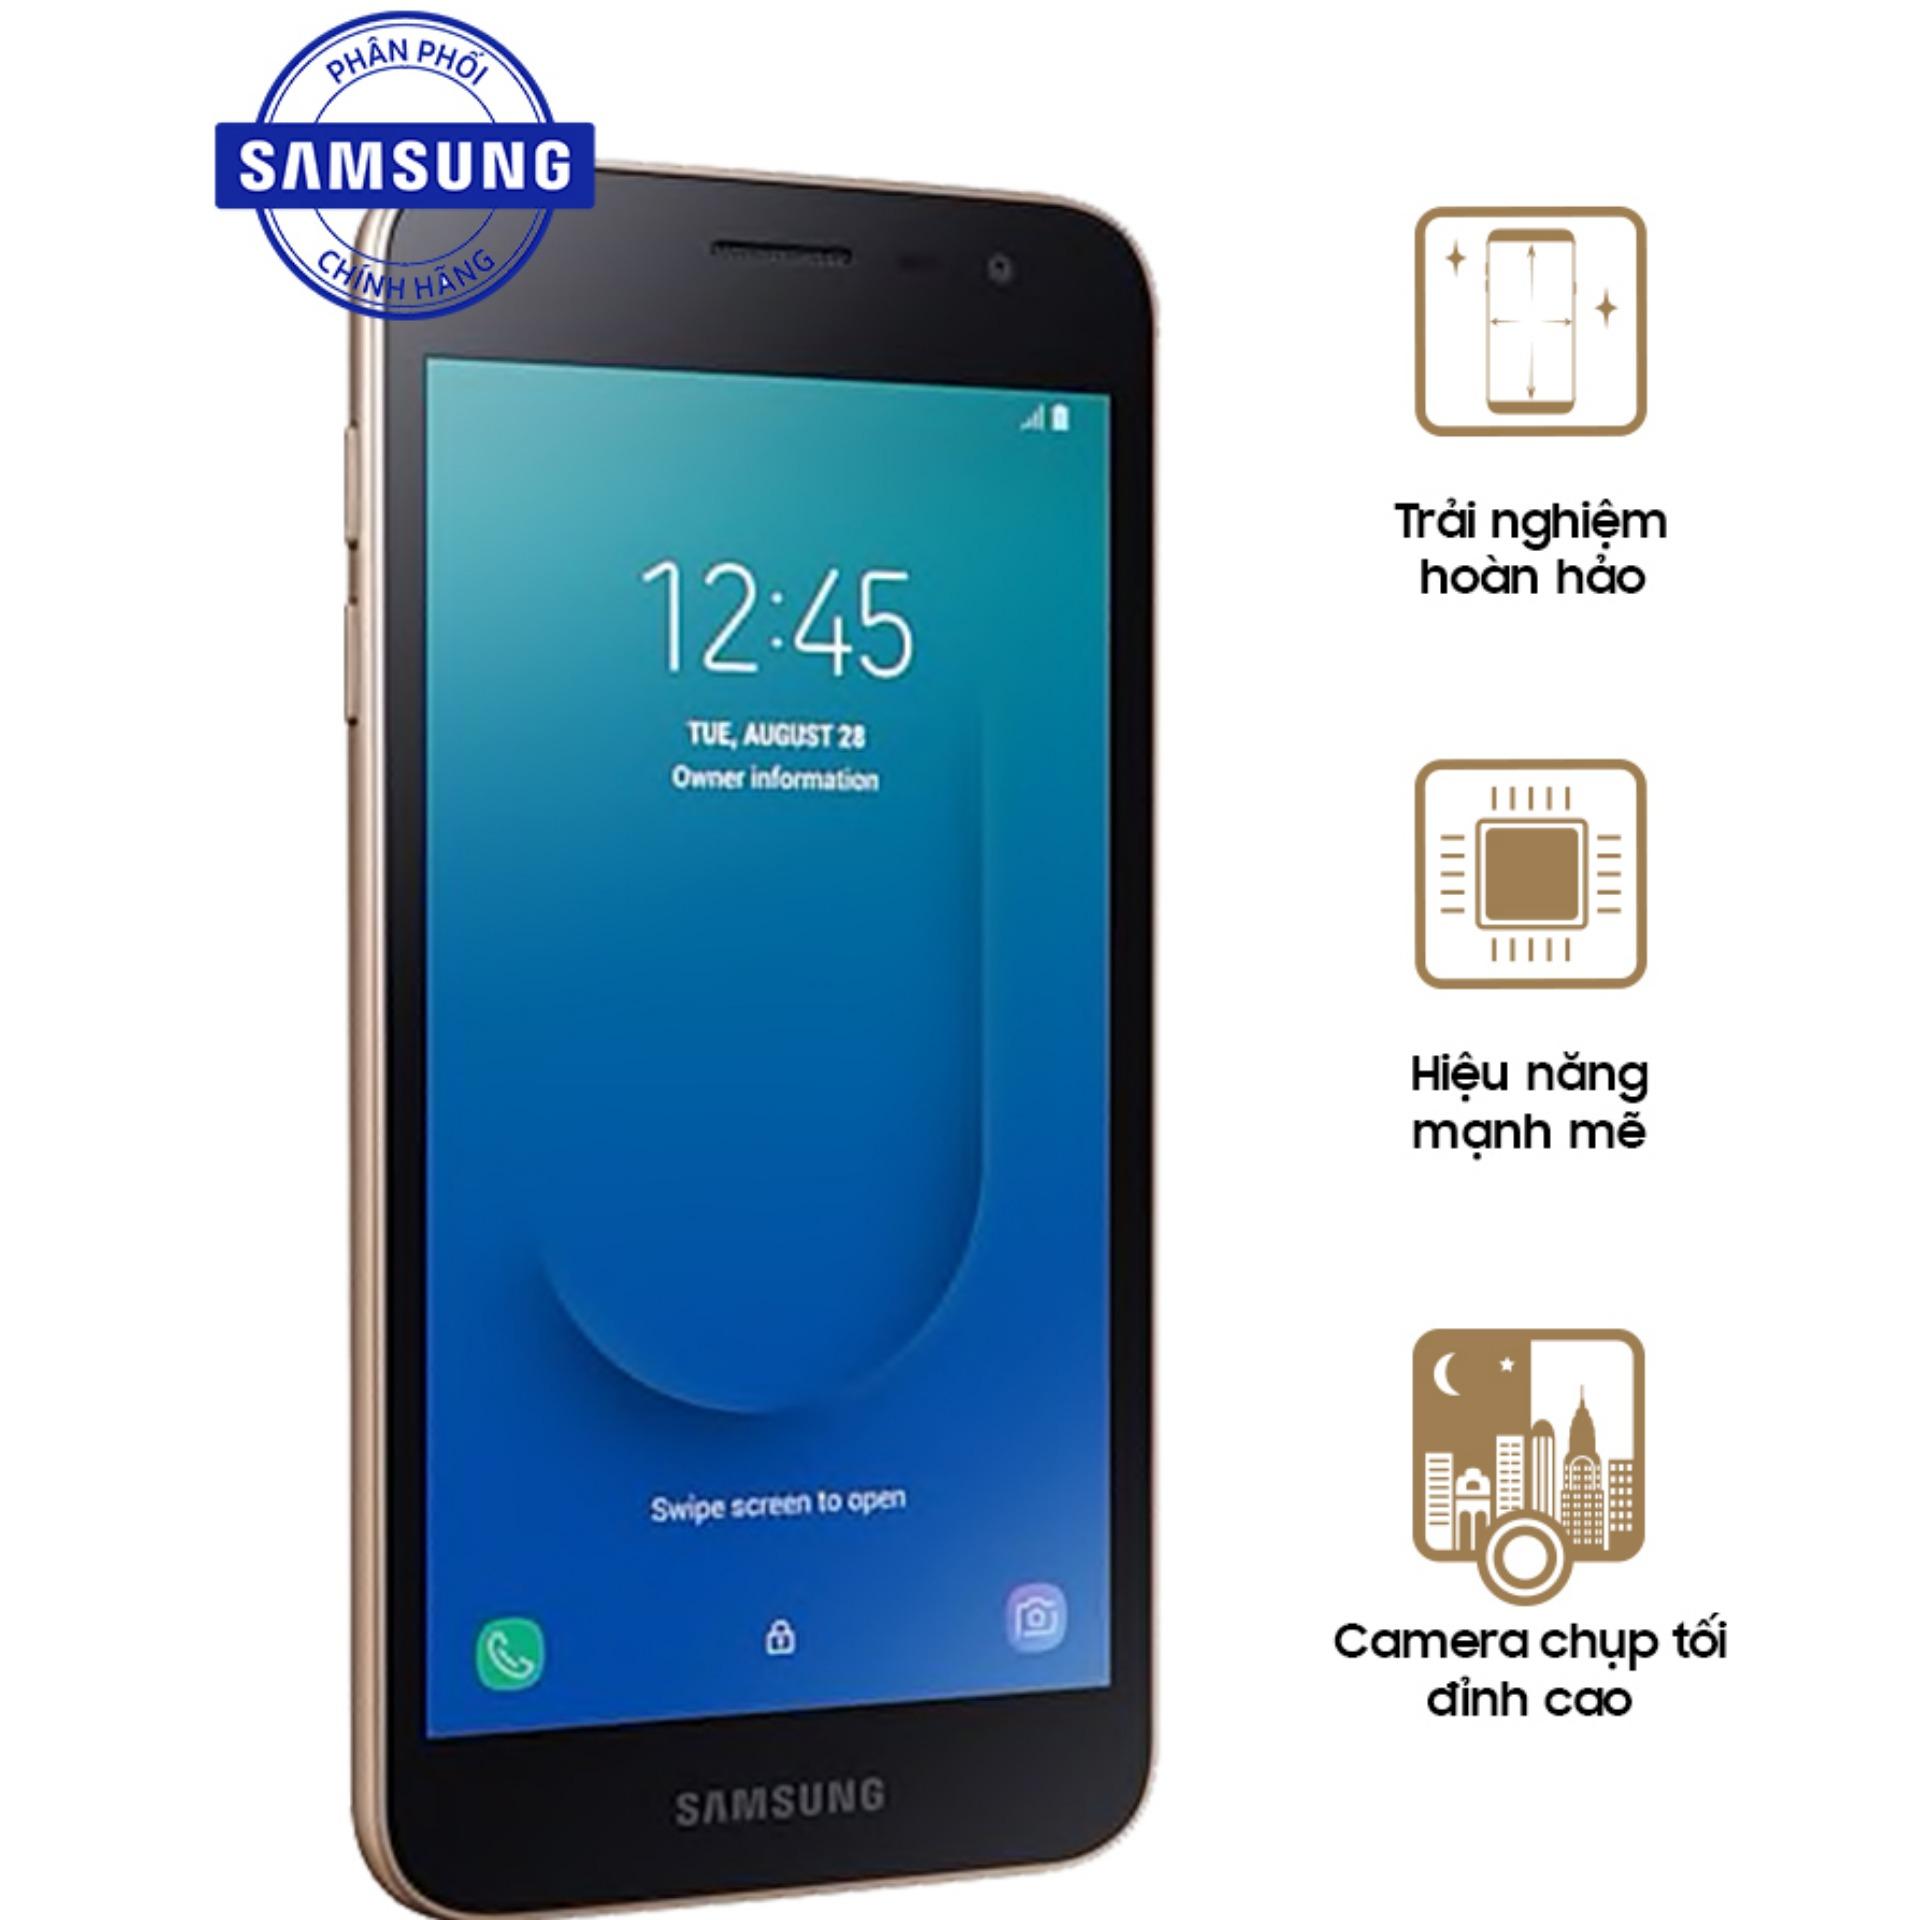 PHÂN PHỐI
SAMSUNG
CHÍNH HÃNG
12:45
TUE, AUGUST 28
Owner information
Swipe screen to open
SAMSUNG
Trải nghiệm
hoàn hảo
Hiệu năng
mạnh mẽ
Camera chụp tối
đỉnh cao